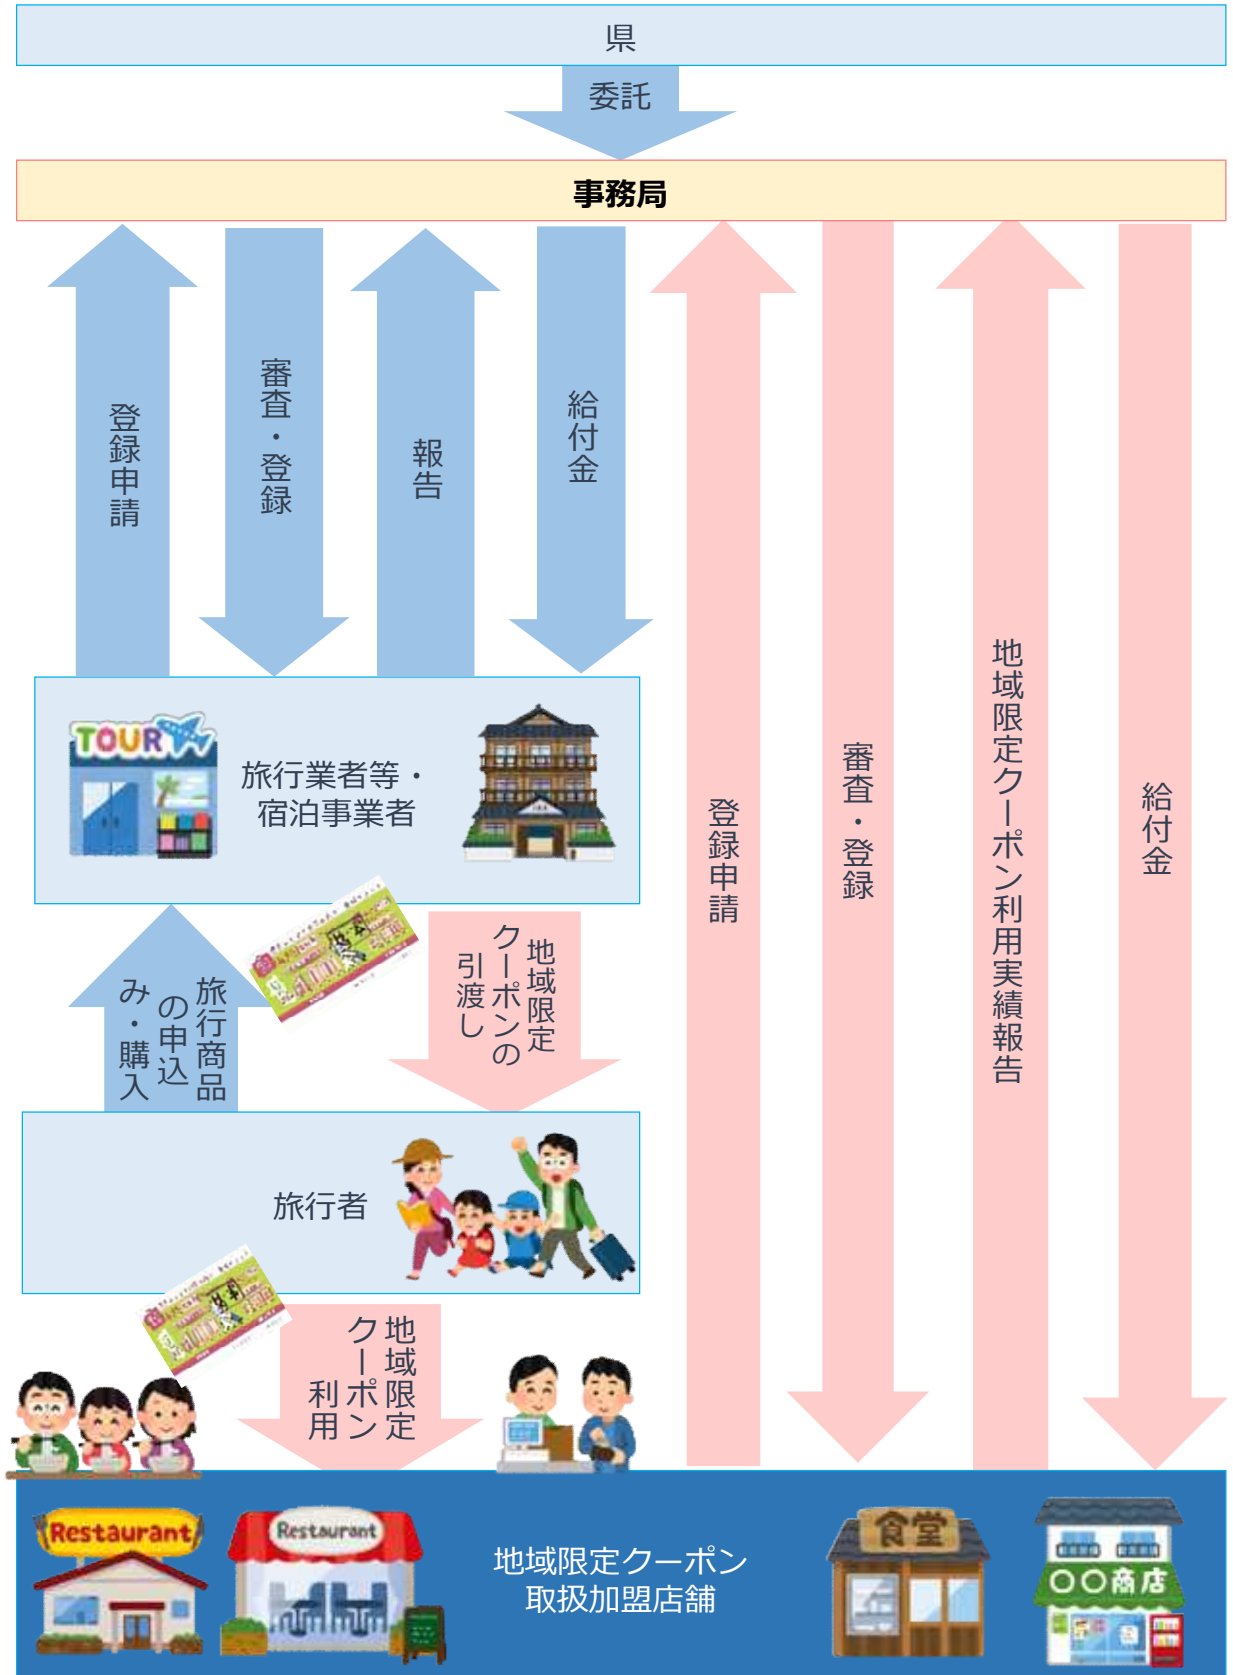 県
委託
事務局
登録申請
審査・登録
報告
給付金
登録申請
審査・登録
地域限定クーポン利用実績報告
給付金
TOUR
旅行業者等・
宿泊事業者
旅行商品
の申込
み・購入
地域限定
クーポンの
引渡し
旅行者
地域限定
クーポン
利用
Restaurant
Restaurant
地域限定クーポン
取扱加盟店舗
食堂
〇〇商店